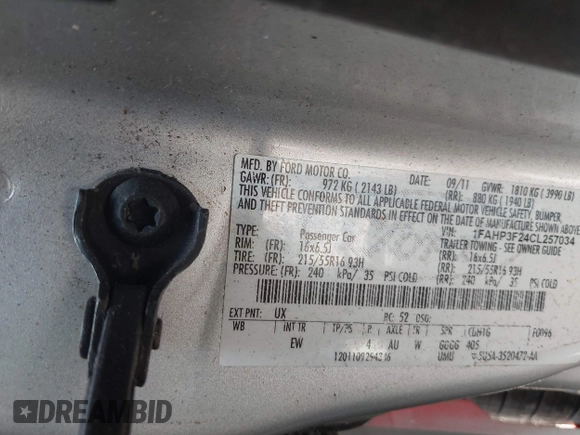 MFD. BY FORD MOTOR CO.
DATE: 09/11 GVWR: 1810 KG ( 3990 LB)
GAWR: (FR): 972 KG ( 2143 LB) (RR): 880 KG ( 1940 LB)
THIS VEHICLE CONFORMS TO ALL APPLICABLE FEDERAL MOTOR VEHICLE SAFETY, BUMPER
AND THEFT PREVENTION STANDARDS IN EFFECT ON THE DATE OF MANUFACTURE SHOWN ABOVE
VIN: 1FAHP3F24CL257034
TYPE: Passenger Car TRAILER TOWING - SEE OWNER GUIDE
RIM: (FR): 16x6.5J (RR): 16x6.5J
TIRE: (FR): 215/55R16 93H (RR): 215/55R16 93H
PRESSURE: (FR): 240 kPa/ 35 PSI COLD (RR): 240 kPa/ 35 PSI COLD
EXT PNT: UX RC: 52 DSO:
WB INT TR TP/PS R AXLE TR SPR
EW 4 AU W GGGG 405
UMU
DREAMBID